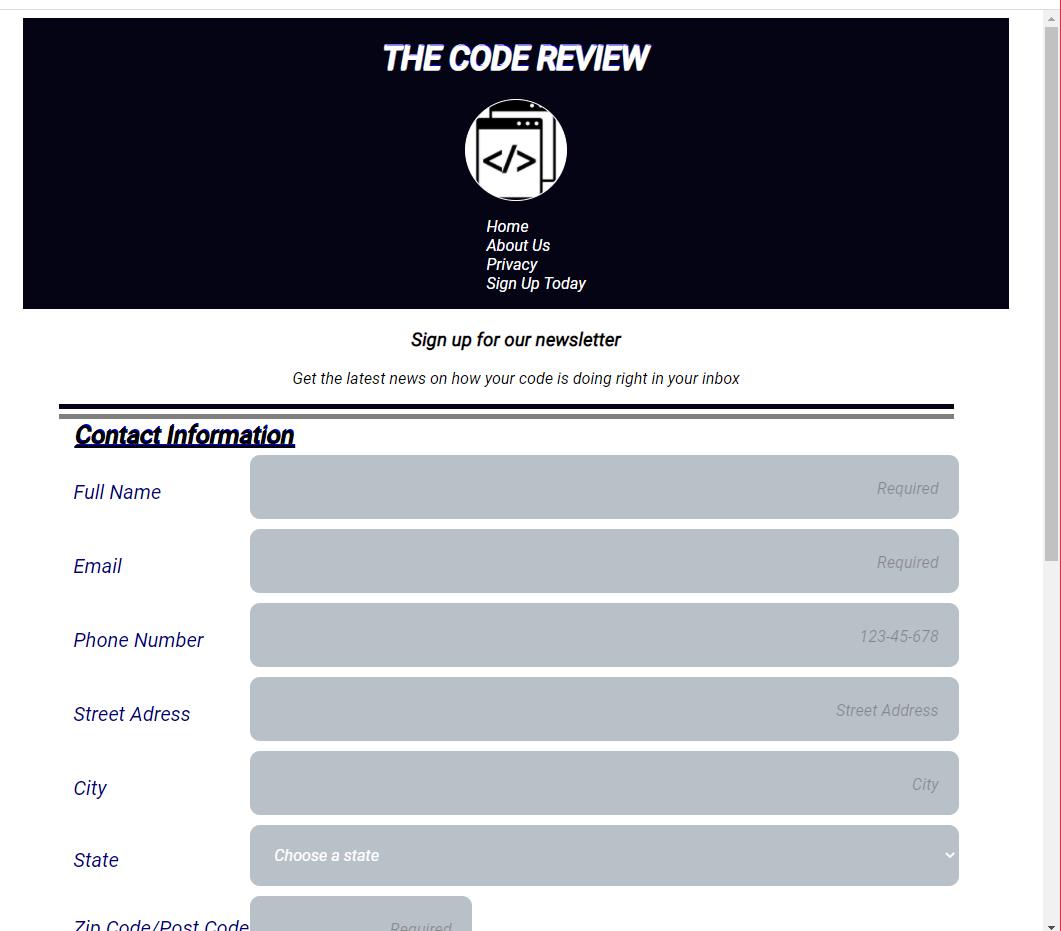 THE CODE REVIEW
</>
Home
About Us
Privacy
Sign Up Today
Sign up for our newsletter
Get the latest news on how your code is doing right in your inbox
Contact Information
Full Name Required
Email Required
Phone Number 123-45-678
Street Adress Street Address
City City
State Choose a state
Zip Code/Post Code Required